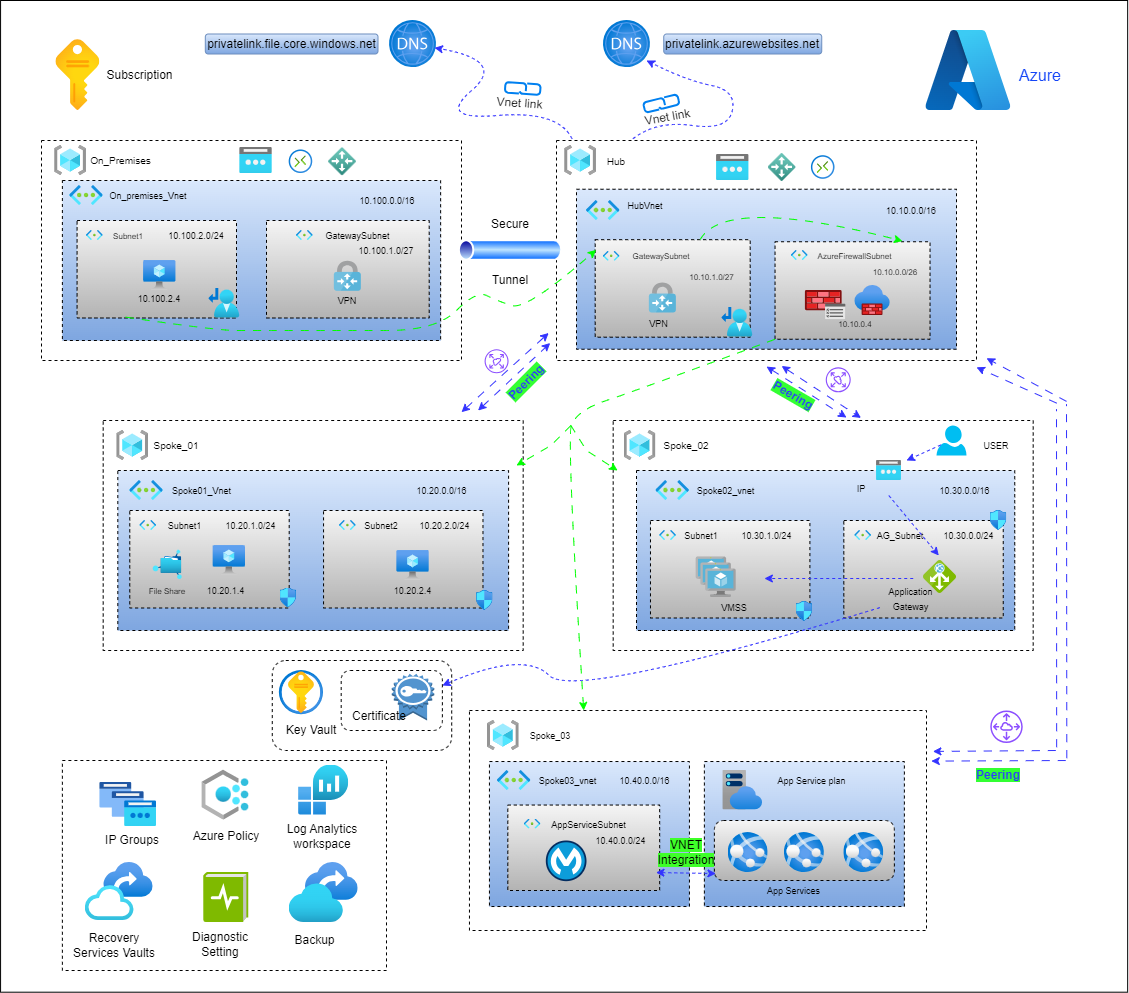 privatelink.file.core.windows.net
DNS
DNS
privatelink.azurewebsites.net
Subscription
Azure
Vnet link
Vnet link
On_Premises
On_premises_Vnet
10.100.0.0/16
Subnet1
10.100.2.0/24
10.100.2.4
GatewaySubnet
10.100.1.0/27
VPN
Secure
Tunnel
Hub
HubVnet
10.10.0.0/16
GatewaySubnet
10.10.1.0/27
VPN
AzureFirewallSubnet
10.10.0.0/26
10.10.0.4
Peering
Peering
Spoke_01
Spoke01_Vnet
10.20.0.0/16
Subnet1
10.20.1.0/24
File Share
10.20.1.4
Subnet2
10.20.2.0/24
10.20.2.4
Spoke_02
USER
Spoke02_vnet
IP
10.30.0.0/16
Subnet1
10.30.1.0/24
VMSS
AG_Subnet
10.30.0.0/24
Application
Gateway
Key Vault
Certificate
Spoke_03
Spoke03_vnet
10.40.0.0/16
AppServiceSubnet
10.40.0.0/24
VNET
Integration
App Service plan
App Services
Peering
IP Groups
Azure Policy
Log Analytics
workspace
Recovery
Services Vaults
Diagnostic
Setting
Backup